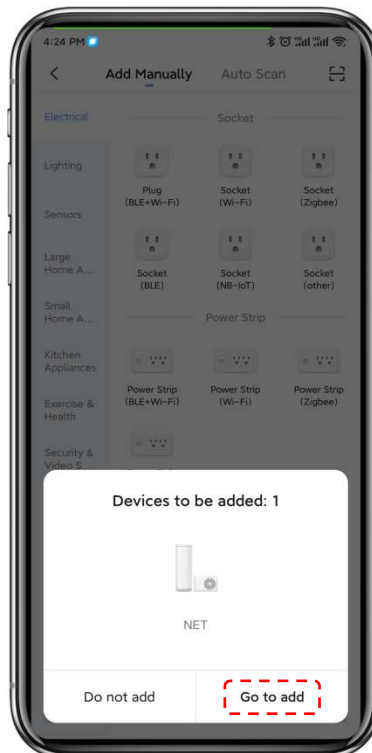 4:24 PM
Add Manually Auto Scan
Electrical
Socket
Lighting
Plug
(BLE+Wi-Fi)
Socket
(Wi-Fi)
Socket
(Zigbee)
Sensors
Large
Home A...
Socket
(BLE)
Socket
(NB-IoT)
Socket
(other)
Small
Home A...
Power Strip
Kitchen
Appliances
Power Strip
(BLE+Wi-Fi)
Power Strip
(Wi-Fi)
Power Strip
(Zigbee)
Exercise &
Health
Security &
Video S...
Devices to be added: 1
NET
Do not add
Go to add